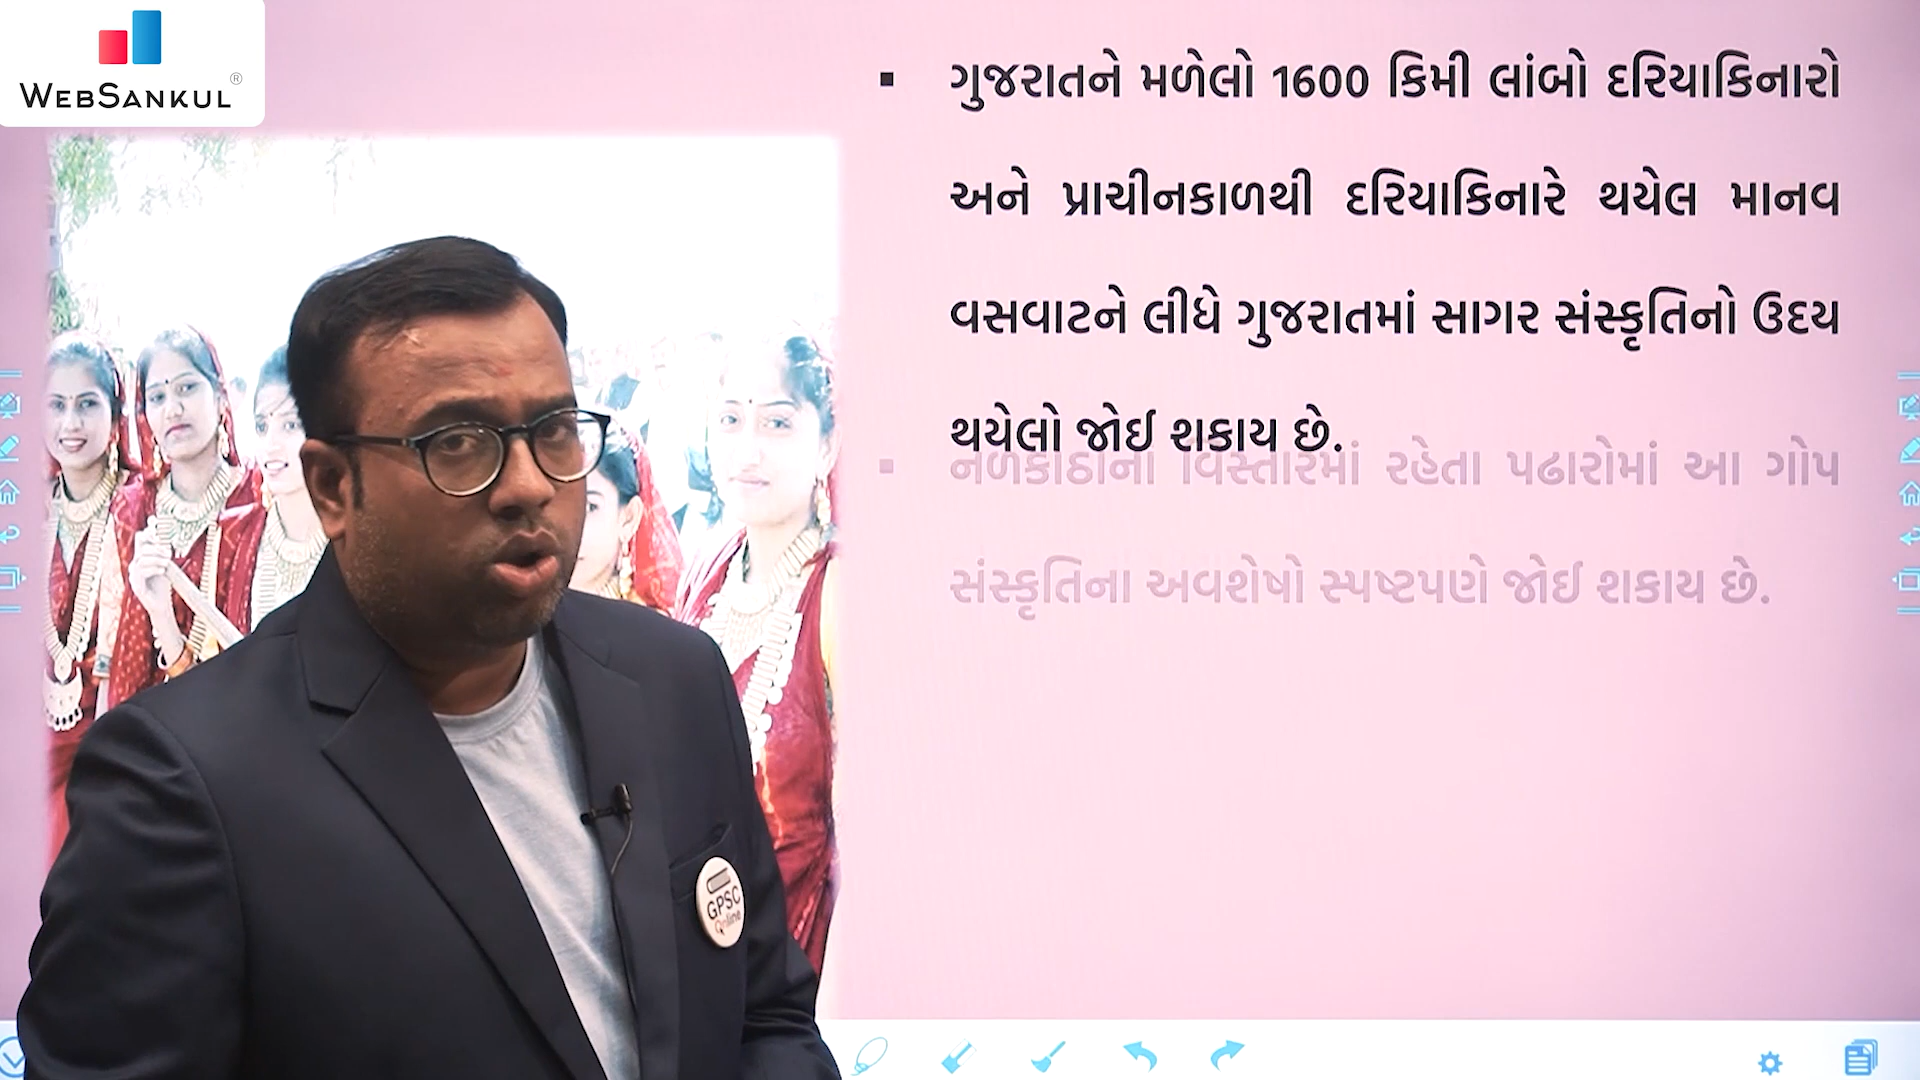 WEBSANKUL®
ગુજરાતને મળેલો 1600 કિમી લાંબો દરિયાકિનારો
અને પ્રાચીનકાળથી દરિયાકિનારે થયેલ માનવ
વસવાટને લીધે ગુજરાતમાં સાગર સંસ્કૃતિનો ઉદય
થયેલો જોઈ શકાય છે.
નળકાંઠાના વિસ્તારમાં રહેતા પઢારોમાં આ ગોપ
સંસ્કૃતિના અવશેષો સ્પષ્ટપણે જોઈ શકાય છે.
GPSC
Online